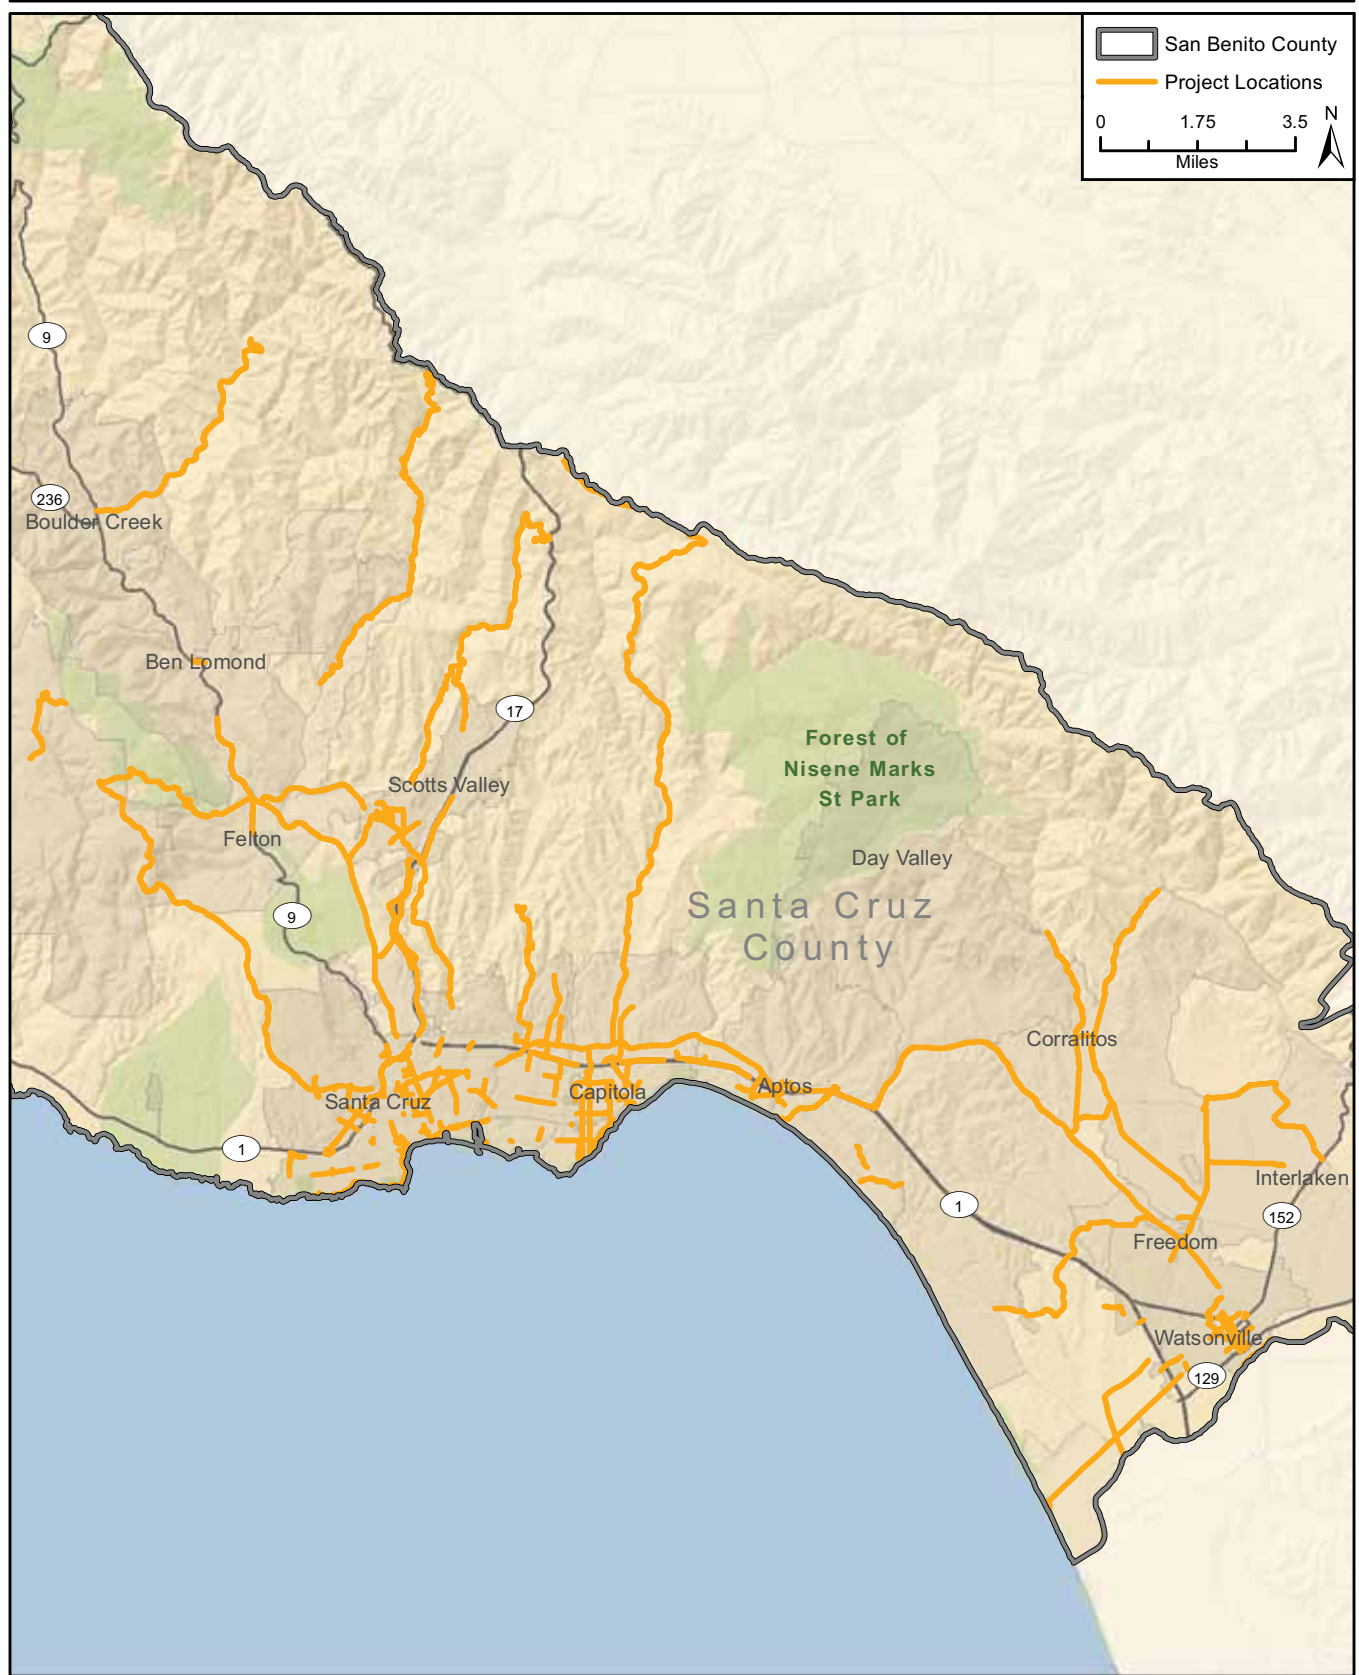 San Benito County
Project Locations
0 1.75 3.5
Miles
N
9
236
Boulder Creek
Ben Lomond
17
Scotts Valley
Felton
9
Forest of
Nisene Marks
St Park
Day Valley
Santa Cruz
County
Corralitos
Capitola
Aptos
Santa Cruz
1
Interlaken
1
152
Freedom
Watsonville
129